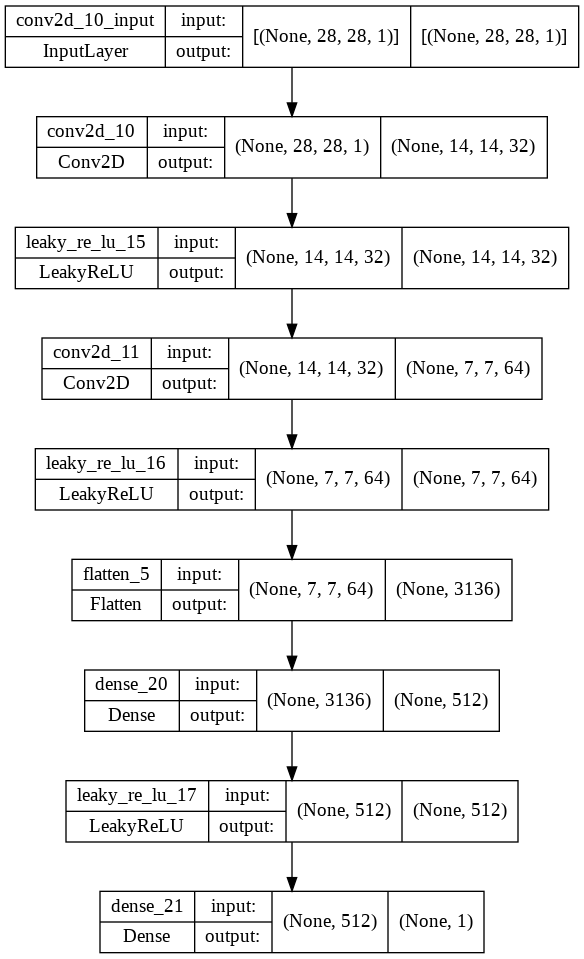 conv2d_10_input input: [(None, 28, 28, 1)] [(None, 28, 28, 1)]
InputLayer output:
conv2d_10 input: (None, 28, 28, 1) (None, 14, 14, 32)
Conv2D output:
leaky_re_lu_15 input: (None, 14, 14, 32) (None, 14, 14, 32)
LeakyReLU output:
conv2d_11 input: (None, 14, 14, 32) (None, 7, 7, 64)
Conv2D output:
leaky_re_lu_16 input: (None, 7, 7, 64) (None, 7, 7, 64)
LeakyReLU output:
flatten_5 input: (None, 7, 7, 64) (None, 3136)
Flatten output:
dense_20 input: (None, 3136) (None, 512)
Dense output:
leaky_re_lu_17 input: (None, 512) (None, 512)
LeakyReLU output:
dense_21 input: (None, 512) (None, 1)
Dense output: